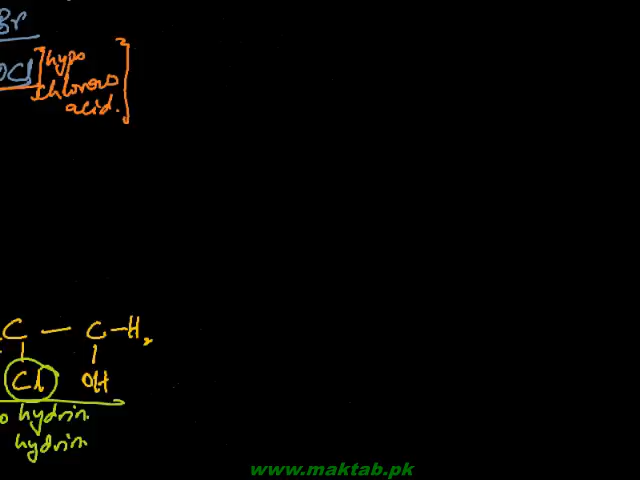 Br
OCl [hypo
chlorous
acid.]
C — C—H2
Cl OH
o hydrin.
hydrin
www.maktab.pk